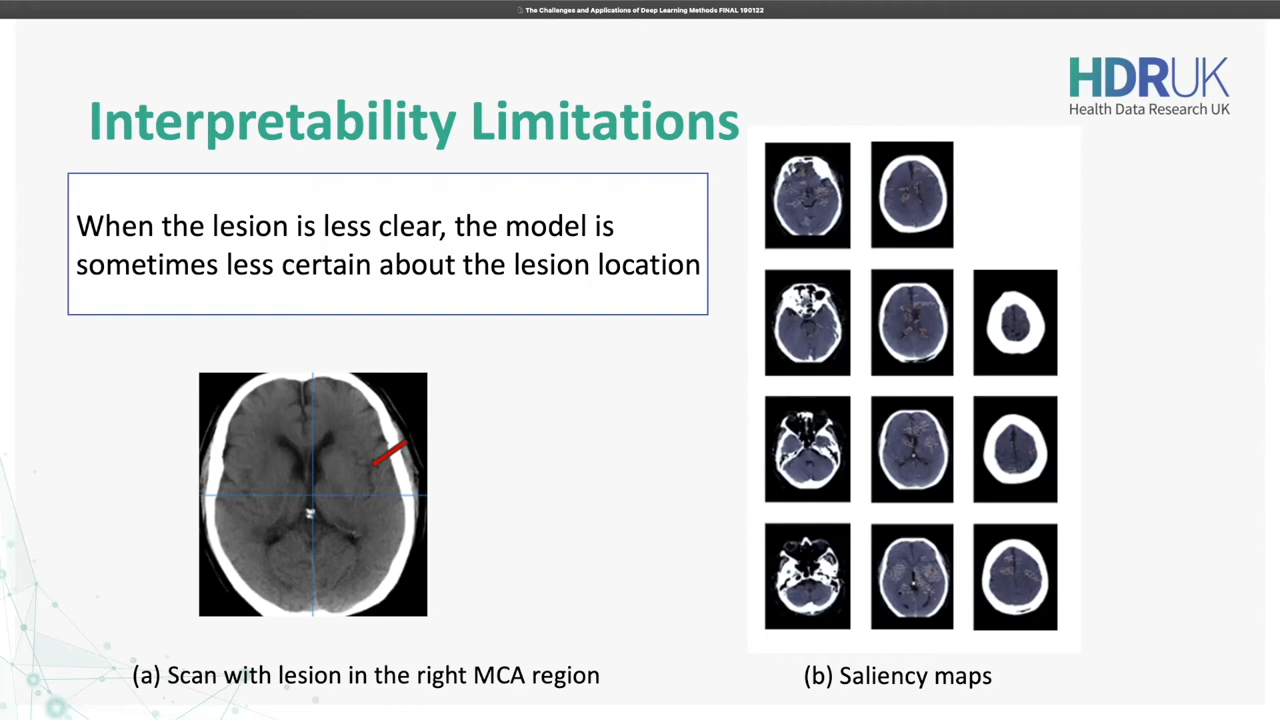 The Challenges and Applications of Deep Learning Methods FINAL 190122
HDRUK
Health Data Research UK
Interpretability Limitations
When the lesion is less clear, the model is
sometimes less certain about the lesion location
(a) Scan with lesion in the right MCA region
(b) Saliency maps